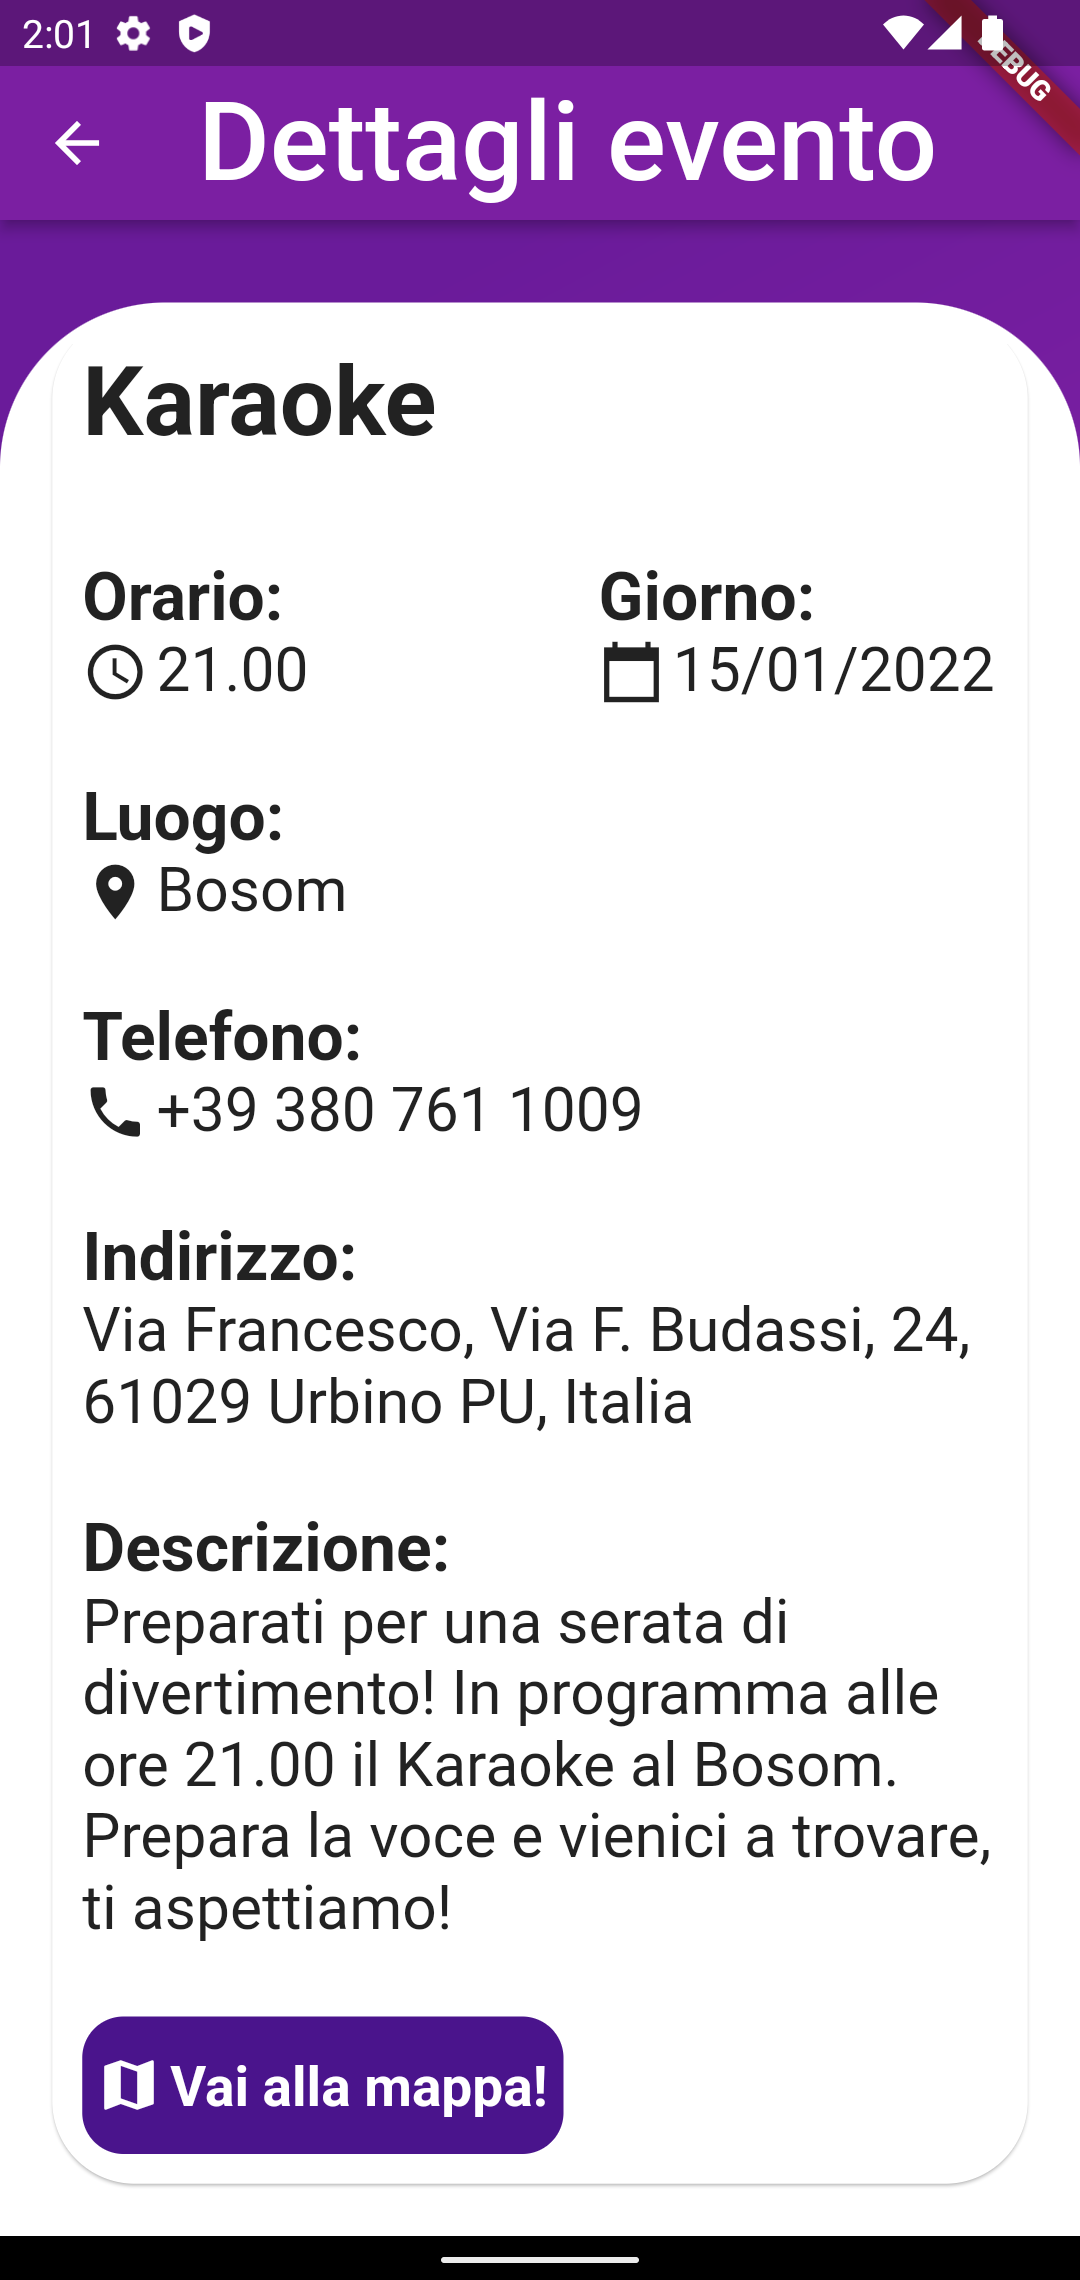 2:01
DEBUG
Dettagli evento
Karaoke
Orario:
21.00
Giorno:
15/01/2022
Luogo:
Bosom
Telefono:
+39 380 761 1009
Indirizzo:
Via Francesco, Via F. Budassi, 24,
61029 Urbino PU, Italia
Descrizione:
Preparati per una serata di
divertimento! In programma alle
ore 21.00 il Karaoke al Bosom.
Prepara la voce e vienici a trovare,
ti aspettiamo!
Vai alla mappa!